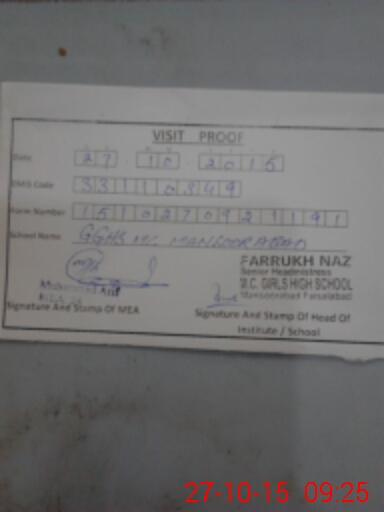 VISIT PROOF
Date 27 10 2015
EMIS Code 33110349
Form Number 15102709211191
School Name GGHS MC MANSOORABAD
FARRUKH NAZ
Senior Headmistress
M.C. GIRLS HIGH SCHOOL
Mansoorabad Faisalabad
Signature And Stamp Of MEA
Signature And Stamp Of Head Of
Institute / School
27-10-15 09:25